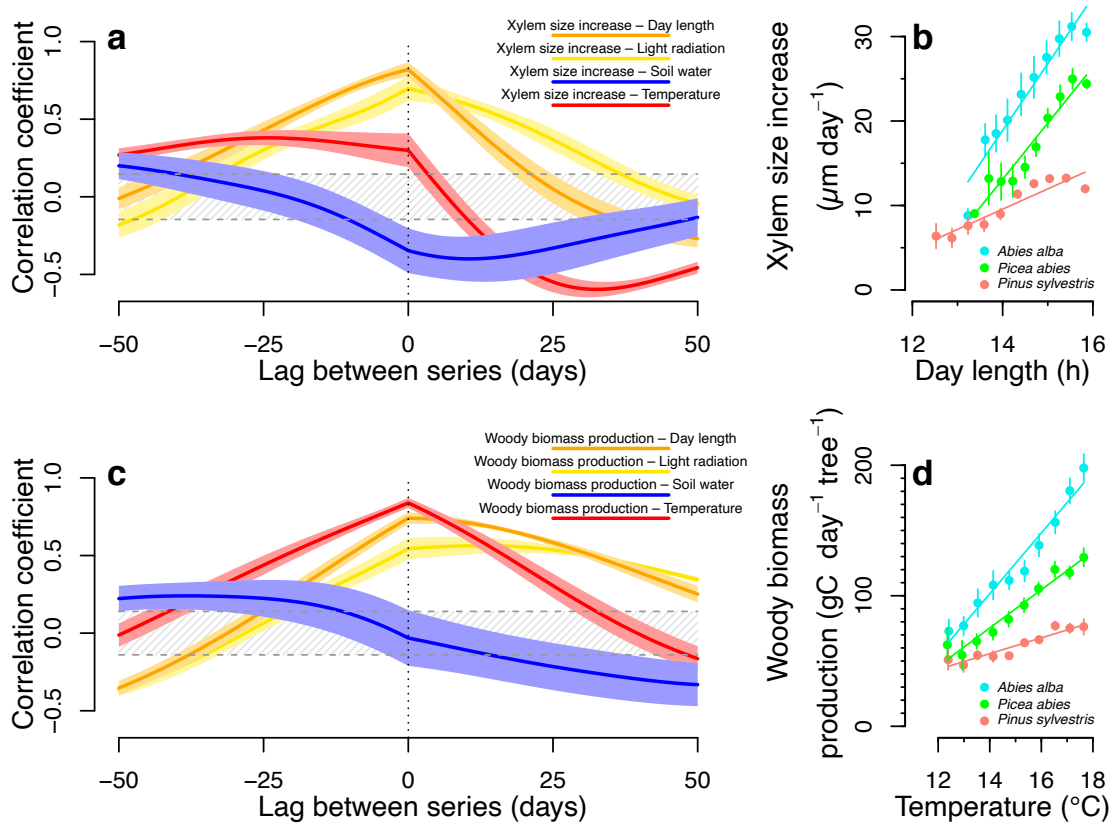 a
Xylem size increase – Day length
Xylem size increase – Light radiation
Xylem size increase – Soil water
Xylem size increase – Temperature
Correlation coefficient
1.0
0.5
0.0
−0.5
−50
−25
0
25
50
Lag between series (days)
b
Xylem size increase
(μm day⁻¹)
30
20
10
0
Abies alba
Picea abies
Pinus sylvestris
12
14
16
Day length (h)
c
Woody biomass production – Day length
Woody biomass production – Light radiation
Woody biomass production – Soil water
Woody biomass production – Temperature
Correlation coefficient
1.0
0.5
0.0
−0.5
−50
−25
0
25
50
Lag between series (days)
d
Woody biomass
production (gC day⁻¹ tree⁻¹)
200
100
0
Abies alba
Picea abies
Pinus sylvestris
12
14
16
18
Temperature (°C)